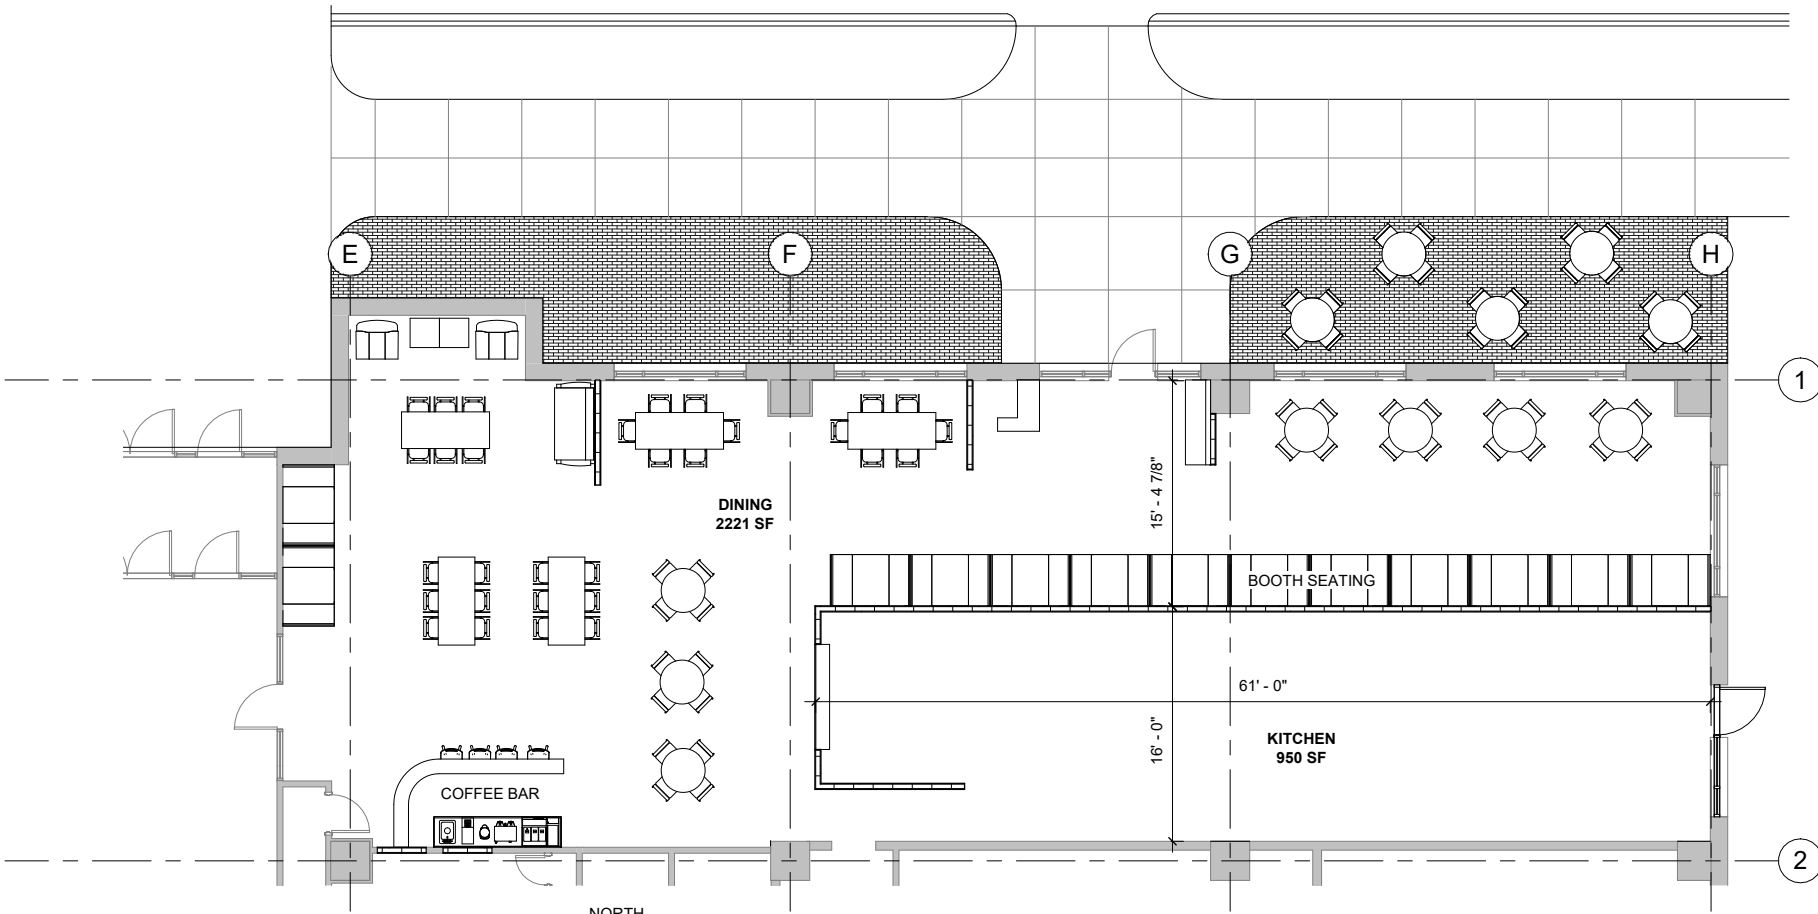 E
F
G
H
1
DINING
2221 SF
15' - 4 7/8"
BOOTH SEATING
61' - 0"
16' - 0"
KITCHEN
950 SF
COFFEE BAR
2
NORTH